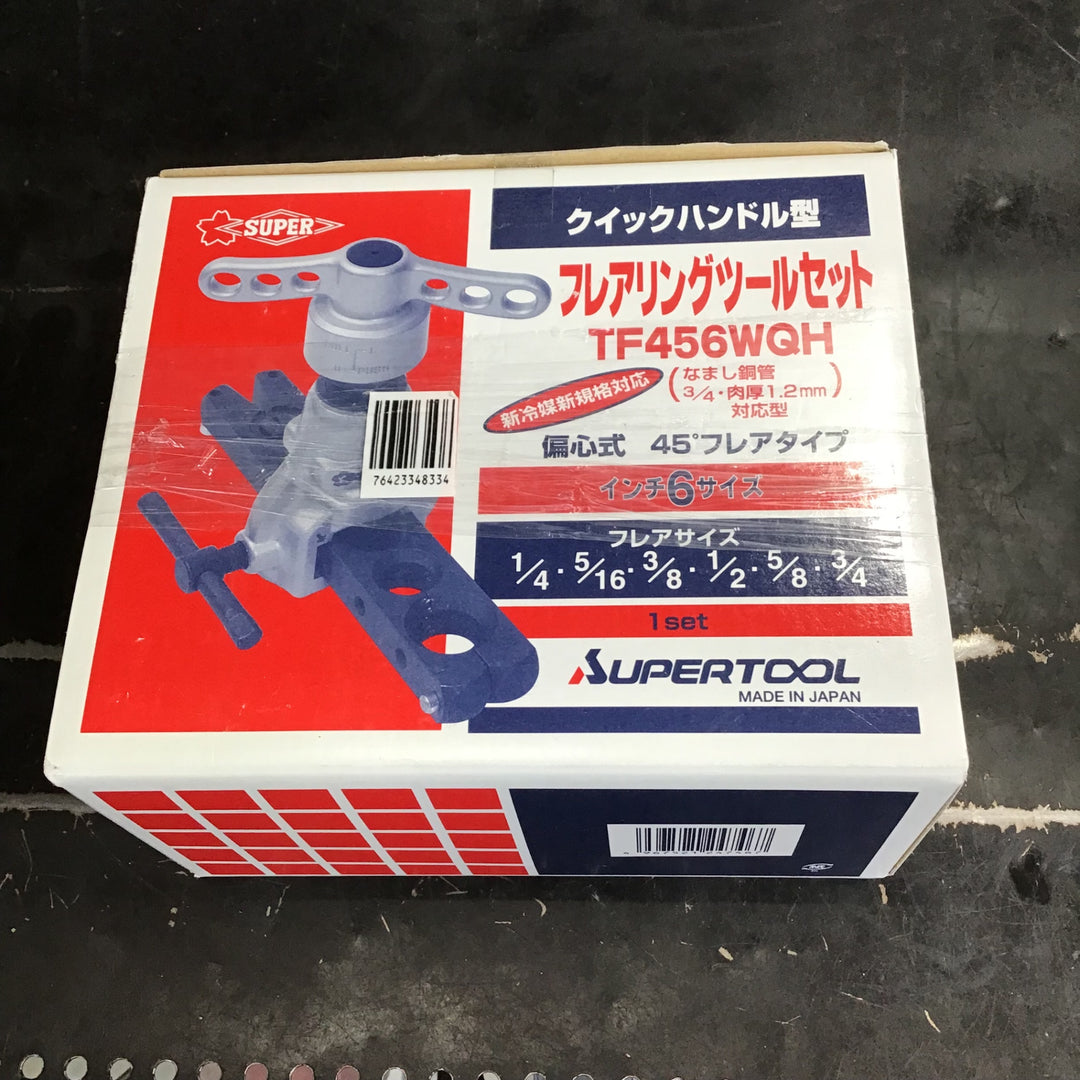 SUPER
クイックハンドル型
フレアリングツールセット
TF456WQH
新冷媒新規格対応
(なまし銅管
3/4・肉厚1.2mm)
対応型
偏心式 45°フレアタイプ
インチ6サイズ
フレアサイズ
1/4・5/16・3/8・1/2・5/8・3/4
1set
SUPERTOOL
MADE IN JAPAN
76423348334